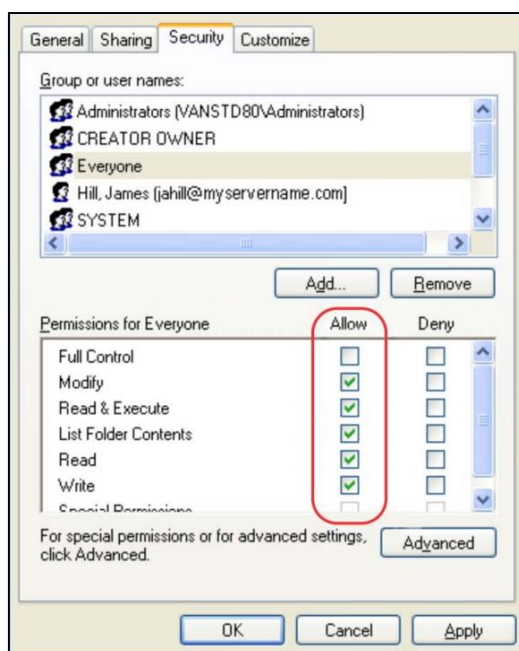 General Sharing Security Customize
Group or user names:
Administrators (VANSTD80\Administrators)
CREATOR OWNER
Everyone
Hill, James (jahill@myservername.com)
SYSTEM
Add... Remove
Permissions for Everyone Allow Deny
Full Control
Modify
Read & Execute
List Folder Contents
Read
Write
Special Permissions
For special permissions or for advanced settings, Advanced
click Advanced.
OK Cancel Apply